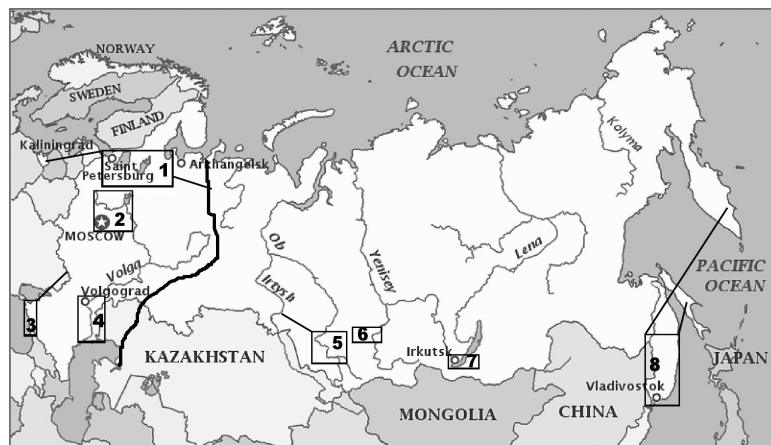 NORWAY
ARCTIC
OCEAN
SWEDEN
FINLAND
Kolyma
Kaliningrad
Saint
Petersburg
1
Arkhangelsk
2
MOSCOW
Ob
Yenisey
Lena
Volga
Irtysh
PACIFIC
OCEAN
Volgograd
3
4
5
6
Irkutsk
7
KAZAKHSTAN
8
JAPAN
Vladivostok
MONGOLIA
CHINA